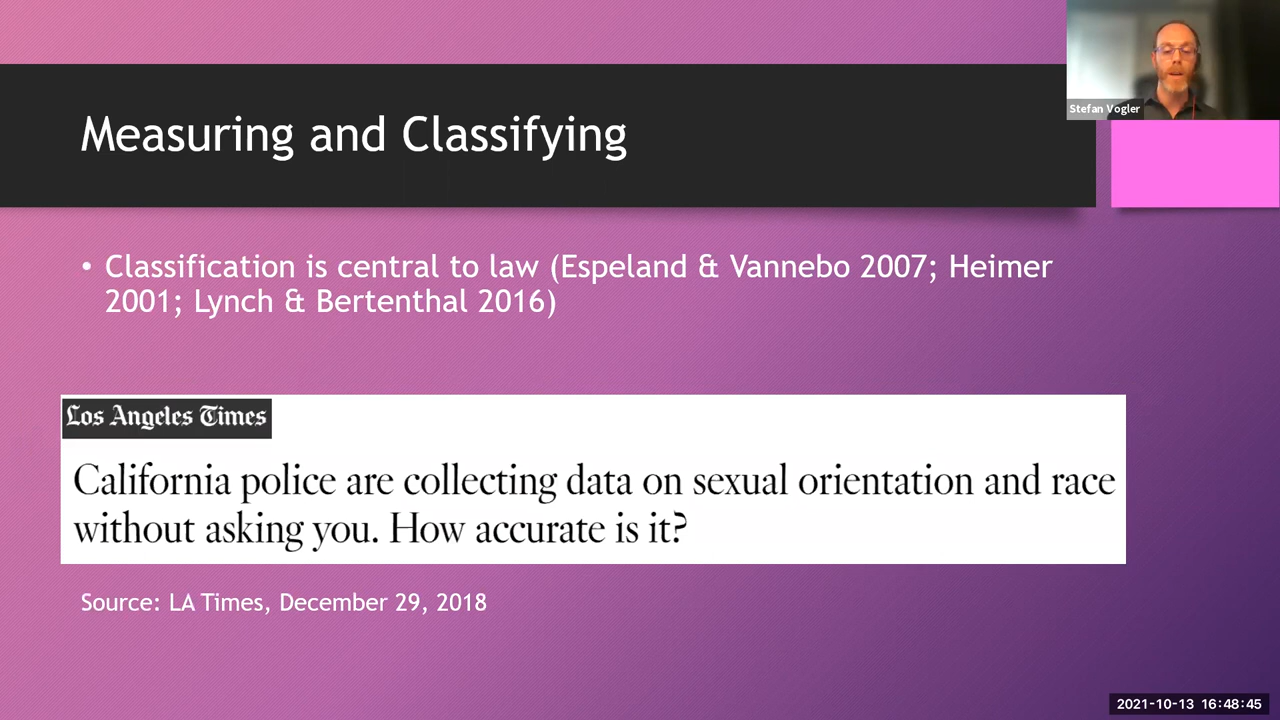 Stefan Vogler
Measuring and Classifying
• Classification is central to law (Espeland & Vannebo 2007; Heimer
2001; Lynch & Bertenthal 2016)
Los Angeles Times
California police are collecting data on sexual orientation and race
without asking you. How accurate is it?
Source: LA Times, December 29, 2018
2021-10-13 16:48:45